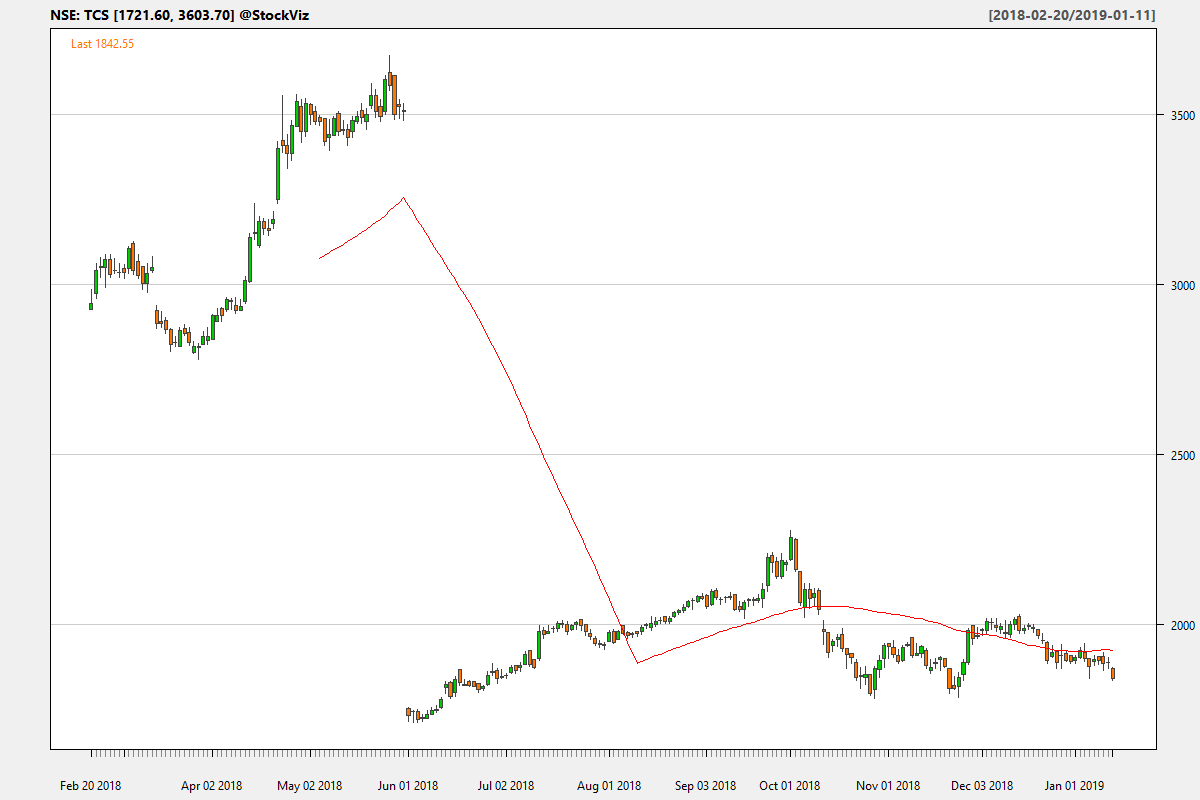 NSE: TCS [1721.60, 3603.70] @StockViz [2018-02-20/2019-01-11]
Last 1842.55
3500
3000
2500
2000
Feb 20 2018 Apr 02 2018 May 02 2018 Jun 01 2018 Jul 02 2018 Aug 01 2018 Sep 03 2018 Oct 01 2018 Nov 01 2018 Dec 03 2018 Jan 01 2019